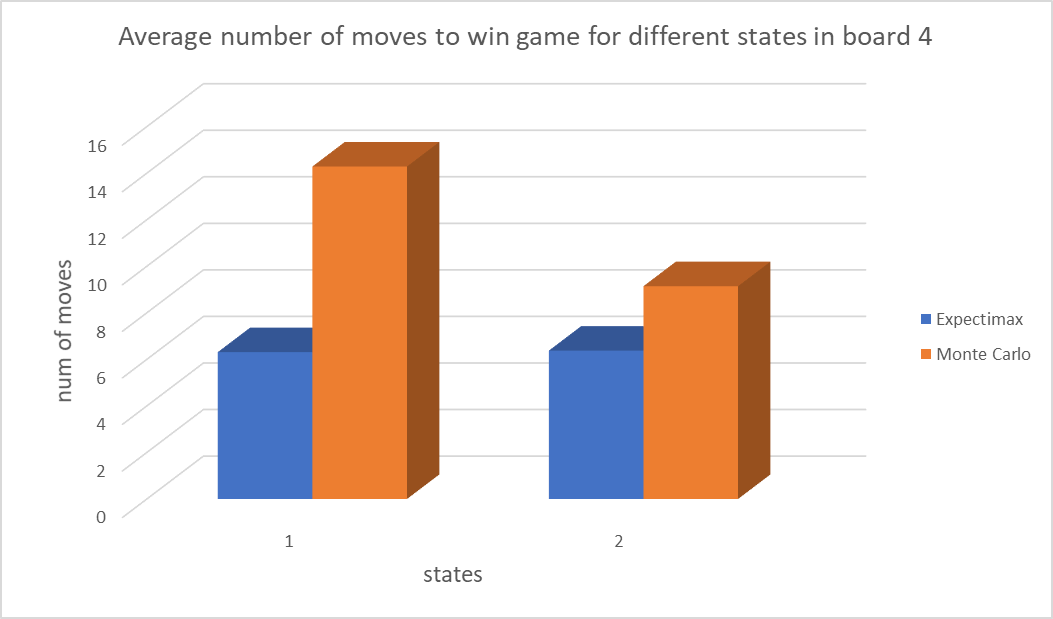 Average number of moves to win game for different states in board 4
num of moves
16
14
12
10
8
6
4
2
0
1
2
states
Expectimax
Monte Carlo